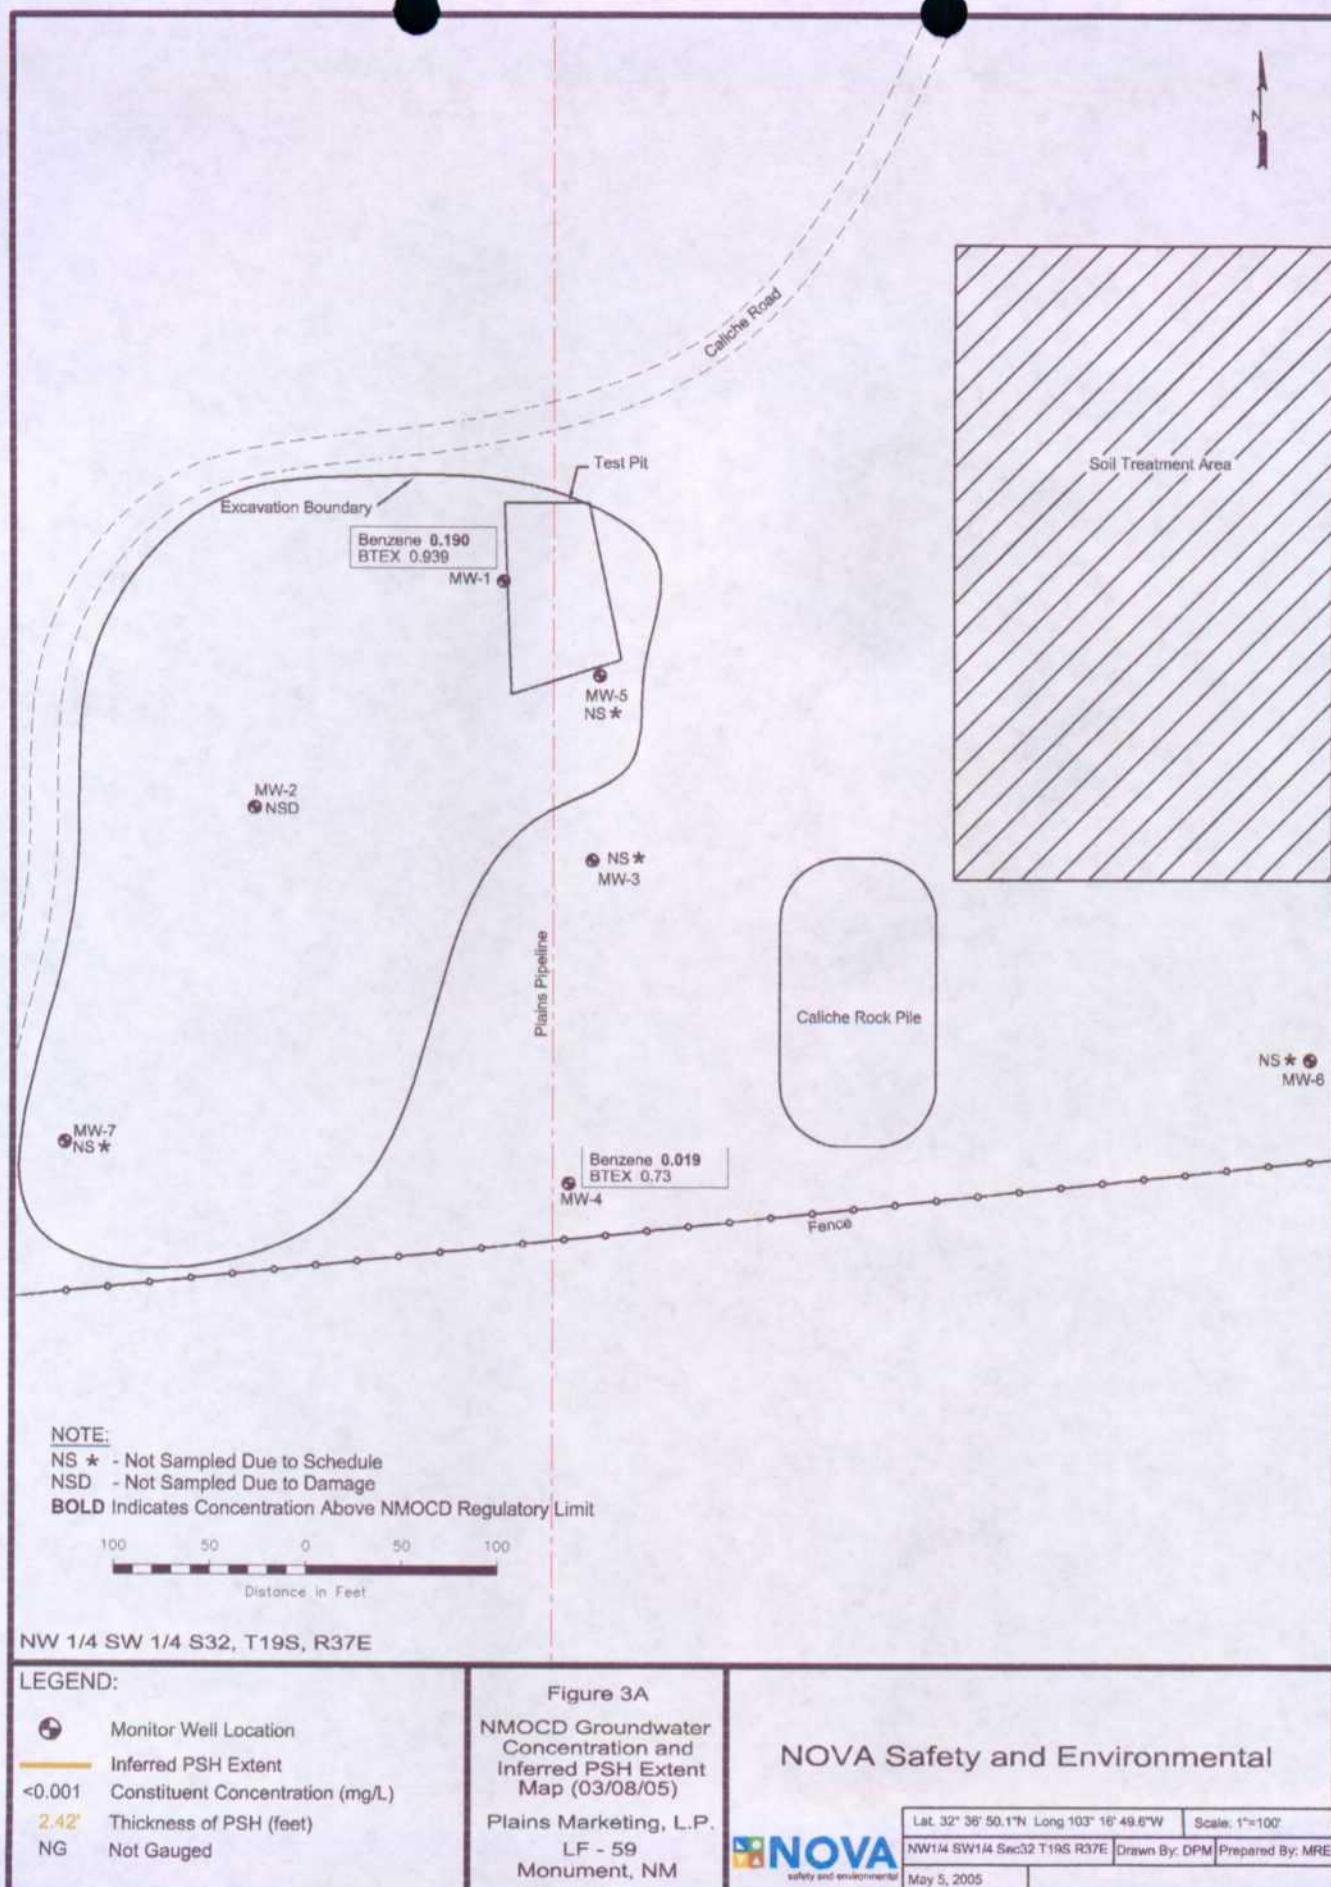 N
Caliche Road
Test Pit
Soil Treatment Area
Excavation Boundary
Benzene 0.190
BTEX 0.939
MW-1
MW-5
NS *
MW-2
NSD
NS *
MW-3
Plains Pipeline
Caliche Rock Pile
NS *
MW-6
MW-7
NS *
Benzene 0.019
BTEX 0.73
MW-4
Fence
NOTE:
NS * - Not Sampled Due to Schedule
NSD - Not Sampled Due to Damage
BOLD Indicates Concentration Above NMOCD Regulatory Limit
100 50 0 50 100
Distance in Feet
NW 1/4 SW 1/4 S32, T19S, R37E
LEGEND:
Monitor Well Location
Inferred PSH Extent
<0.001 Constituent Concentration (mg/L)
2.42' Thickness of PSH (feet)
NG Not Gauged
Figure 3A
NMOCD Groundwater
Concentration and
Inferred PSH Extent
Map (03/08/05)
Plains Marketing, L.P.
LF - 59
Monument, NM
NOVA Safety and Environmental
NOVA
safety and environmental
Lat. 32° 36' 50.1"N Long 103° 16' 49.6"W Scale: 1"=100'
NW1/4 SW1/4 Sec32 T19S R37E Drawn By: DPM Prepared By: MRE
May 5, 2005